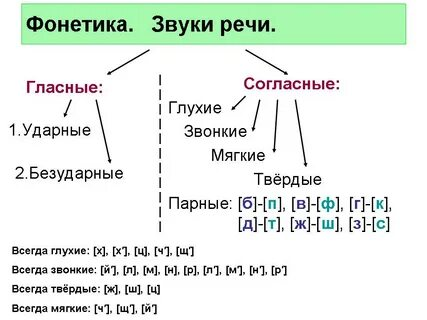 Фонетика. Звуки речи.
Гласные:
1.Ударные
2.Безударные
Согласные:
Глухие
Звонкие
Мягкие
Твёрдые
Парные: [б]-[п], [в]-[ф], [г]-[к],
[д]-[т], [ж]-[ш], [з]-[с]
Всегда глухие: [х], [х'], [ц], [ч'], [щ']
Всегда звонкие: [й'], [л], [м], [н], [р], [л'], [м'], [н'], [р']
Всегда твёрдые: [ж], [ш], [ц]
Всегда мягкие: [ч'], [щ'], [й']